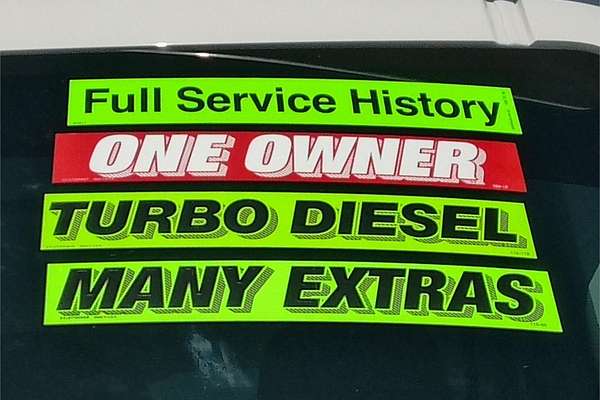 Full Service History
ONE OWNER
TURBO DIESEL
MANY EXTRAS